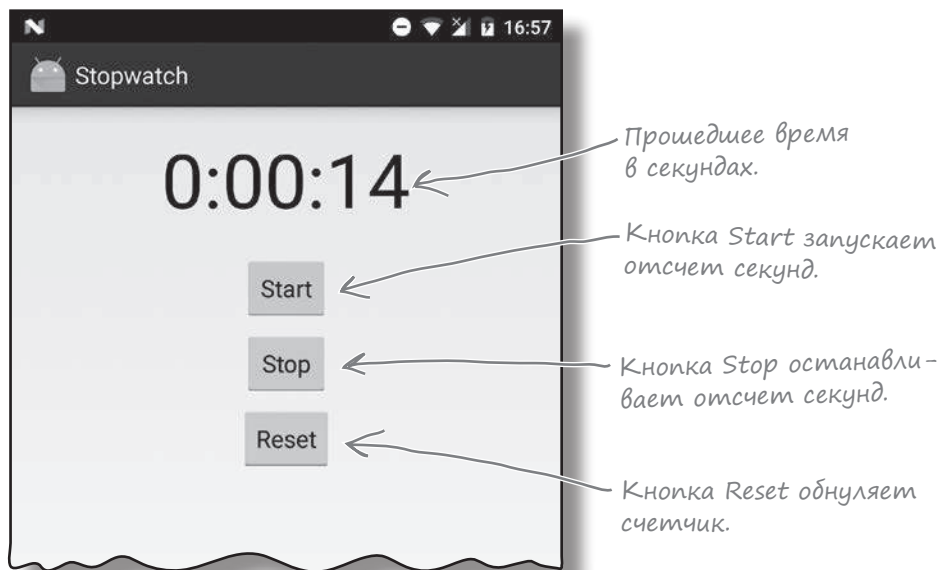 16:57
Stopwatch
0:00:14
Прошедшее время
в секундах.
Start
Кнопка Start запускает
отсчет секунд.
Stop
Кнопка Stop останавли-
вает отсчет секунд.
Reset
Кнопка Reset обнуляет
счетчик.